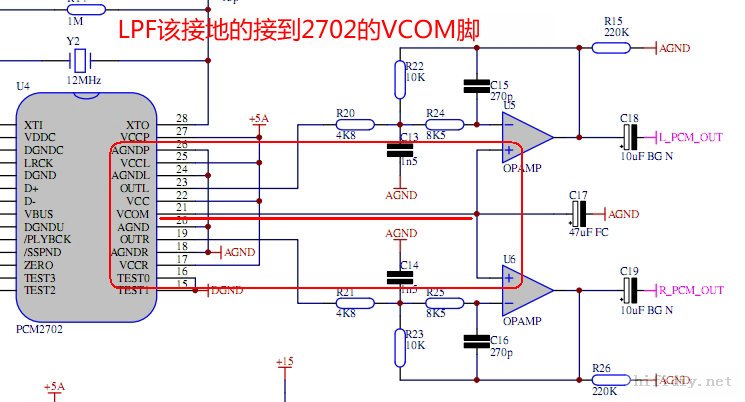 LPF该接地的接到2702的VCOM脚
R14
1M
Y2
12MHz
U4
XTI
VDDC
DGNDC
LRCK
DGND
D+
D-
VBUS
DGNDU
/PLYBCK
/SSPND
ZERO
TEST3
TEST2
XTO
VCCP
AGNDP
VCCL
AGNDL
OUTL
VCC
VCOM
AGND
OUTR
AGNDR
VCCR
TEST0
TEST1
28
27
26
25
24
23
22
21
20
19
18
17
16
15
PCM2702
+5A
AGND
DGND
R20
4K8
R22
10K
C13
1n5
AGND
R24
8K5
C15
270p
U5
OPAMP
R15
220K
AGND
C18
10uF BG N
L_PCM_OUT
C17
47uF FC
AGND
AGND
C14
1n5
R21
4K8
R25
8K5
R23
10K
C16
270p
U6
OPAMP
C19
10uF BG N
R_PCM_OUT
R26
220K
AGND
+15
+5A